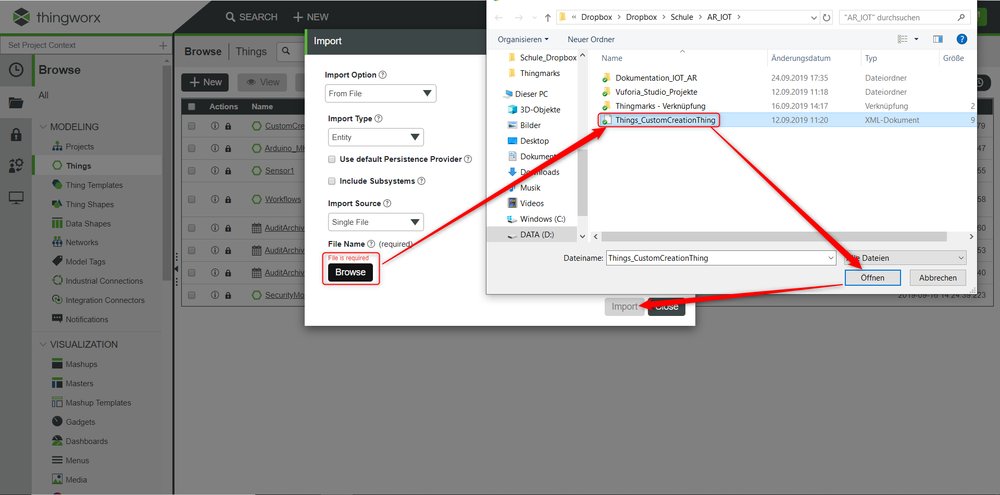 thingworx
SEARCH
NEW
Set Project Context
Browse
All
MODELING
Projects
Things
Thing Templates
Thing Shapes
Data Shapes
Networks
Model Tags
Industrial Connections
Integration Connectors
Notifications
VISUALIZATION
Mashups
Masters
Mashup Templates
Gadgets
Dashboards
Menus
Media
Browse
Things
New
View
Actions
Name
CustomCre
Arduino_MK
Sensor1
Workflows
AuditArchiv
AuditArchiv
AuditArchiv
SecurityMo
Import
Import Option
From File
Import Type
Entity
Use default Persistence Provider
Include Subsystems
Import Source
Single File
File Name (required)
File is required
Browse
Import
Close
« Dropbox > Dropbox > Schule > AR_IOT >
"AR_IOT" durchsuchen
Organisieren
Neuer Ordner
Schule_Dropbox
Thingmarks
Dieser PC
3D-Objekte
Bilder
Desktop
Dokument
Downloads
Musik
Videos
Windows (C:)
DATA (D:)
Name Änderungsdatum Typ Größe
Dokumentation_IOT_AR 24.09.2019 17:35 Dateiordner
Vuforia_Studio_Projekte 12.09.2019 11:18 Dateiordner
Thingmarks - Verknüpfung 16.09.2019 14:17 Verknüpfung 2
Things_CustomCreationThing 12.09.2019 11:20 XML-Dokument 9
Dateiname: Things_CustomCreationThing
Dateien
Öffnen
Abbrechen
79
47
55
58
60
53
40
2019-09-16 14:24:39.223